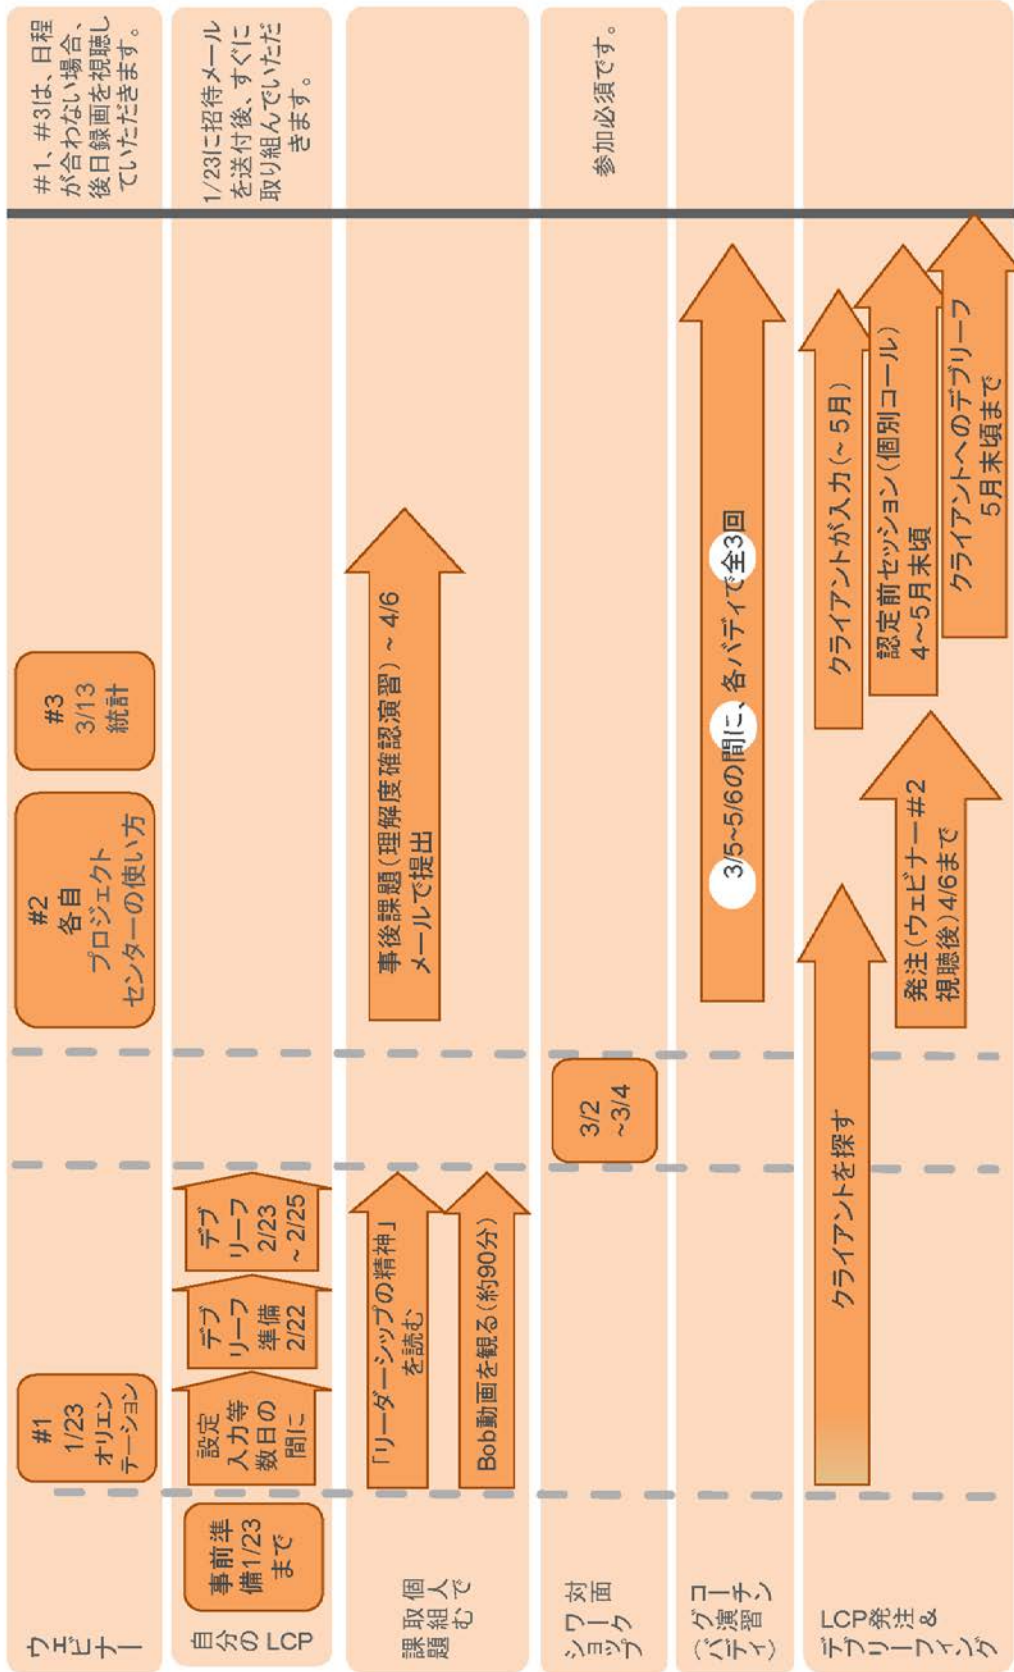 ウェビナー
#1
1/23
オリエン
テーション
#2
各自
プロジェクト
センターの使い方
#3
3/13
統計
#1、#3は、日程
が合わない場合、
後日録画を視聴し
ていただきます。
自分の LCP
事前準
備1/23
まで
設定
入力等
数日の
間に
デブ
リーフ
準備
2/22
デブ
リーフ
2/23
~ 2/25
1/23に招待メール
を送付後、すぐに
取り組んでいただ
きます。
個人で
取組む
課題
「リーダーシップの精神」
を読む
Bob動画を観る(約90分)
事後課題(理解度確認演習) ~ 4/6
メールで提出
対面
ワーク
ショップ
3/2
~3/4
参加必須です。
コーチン
グ演習
(バディ)
3/5~5/6の間に、各バディで全3回
LCP発注 &
デブリーフィング
クライアントを探す
発注(ウェビナー#2
視聴後)4/6まで
クライアントが入力(~ 5月)
認定前セッション(個別コール)
4~5月末頃
クライアントへのデブリーフ
5月末頃まで